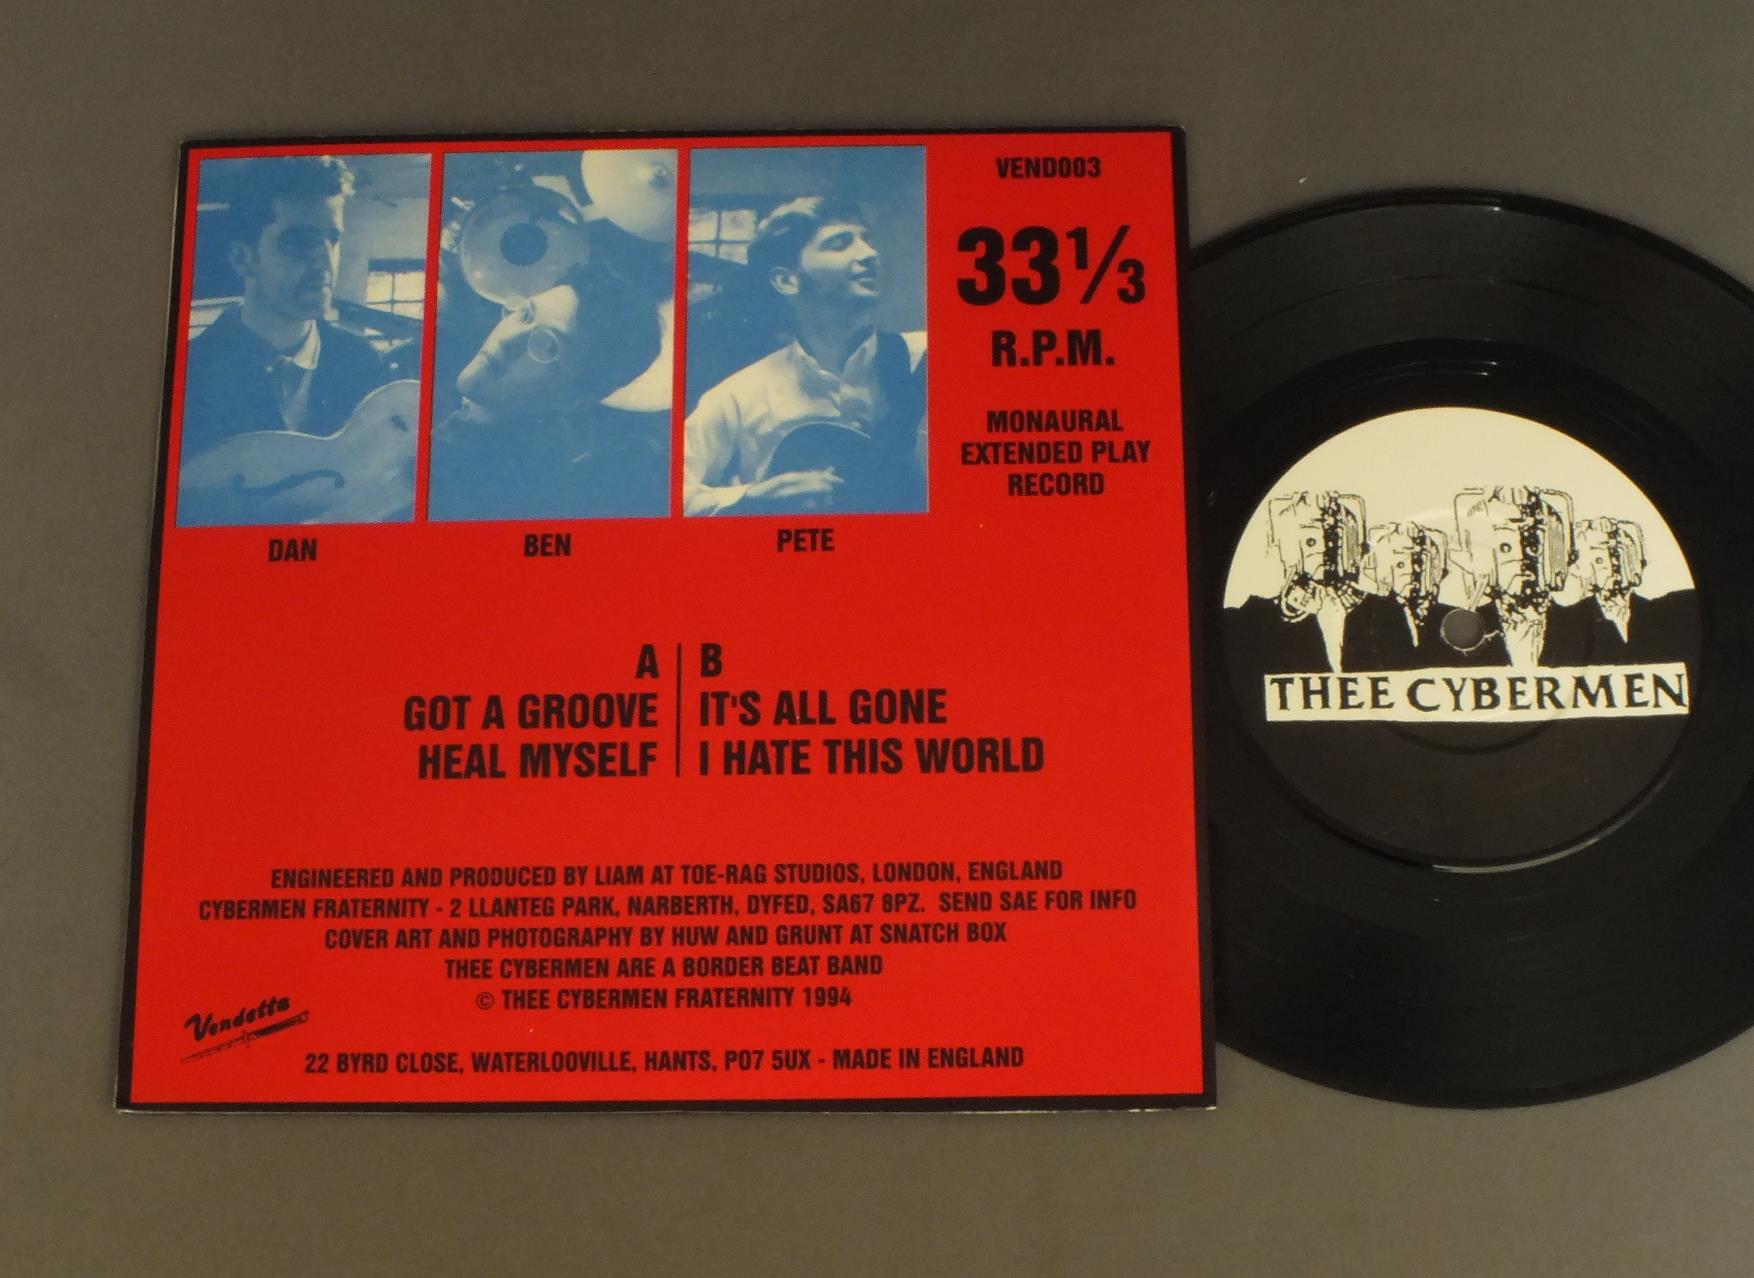 VEND003
33⅓
R.P.M.
MONAURAL
EXTENDED PLAY
RECORD
DAN
BEN
PETE
A
GOT A GROOVE
HEAL MYSELF
B
IT'S ALL GONE
I HATE THIS WORLD
ENGINEERED AND PRODUCED BY LIAM AT TOE-RAG STUDIOS, LONDON, ENGLAND
CYBERMEN FRATERNITY - 2 LLANTEG PARK, NARBERTH, DYFED, SA67 8PZ. SEND SAE FOR INFO
COVER ART AND PHOTOGRAPHY BY HUW AND GRUNT AT SNATCH BOX
THEE CYBERMEN ARE A BORDER BEAT BAND
© THEE CYBERMEN FRATERNITY 1994
Vendetta
22 BYRD CLOSE, WATERLOOVILLE, HANTS, PO7 5UX - MADE IN ENGLAND
THEE CYBERMEN